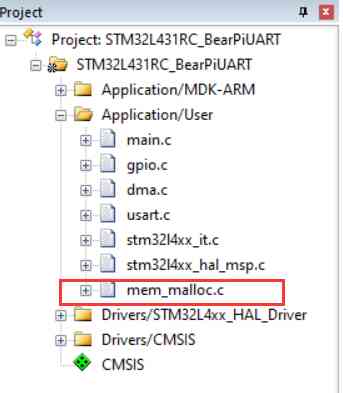 Project
Project: STM32L431RC_BearPiUART
STM32L431RC_BearPiUART
Application/MDK-ARM
Application/User
main.c
gpio.c
dma.c
usart.c
stm32l4xx_it.c
stm32l4xx_hal_msp.c
mem_malloc.c
Drivers/STM32L4xx_HAL_Driver
Drivers/CMSIS
CMSIS